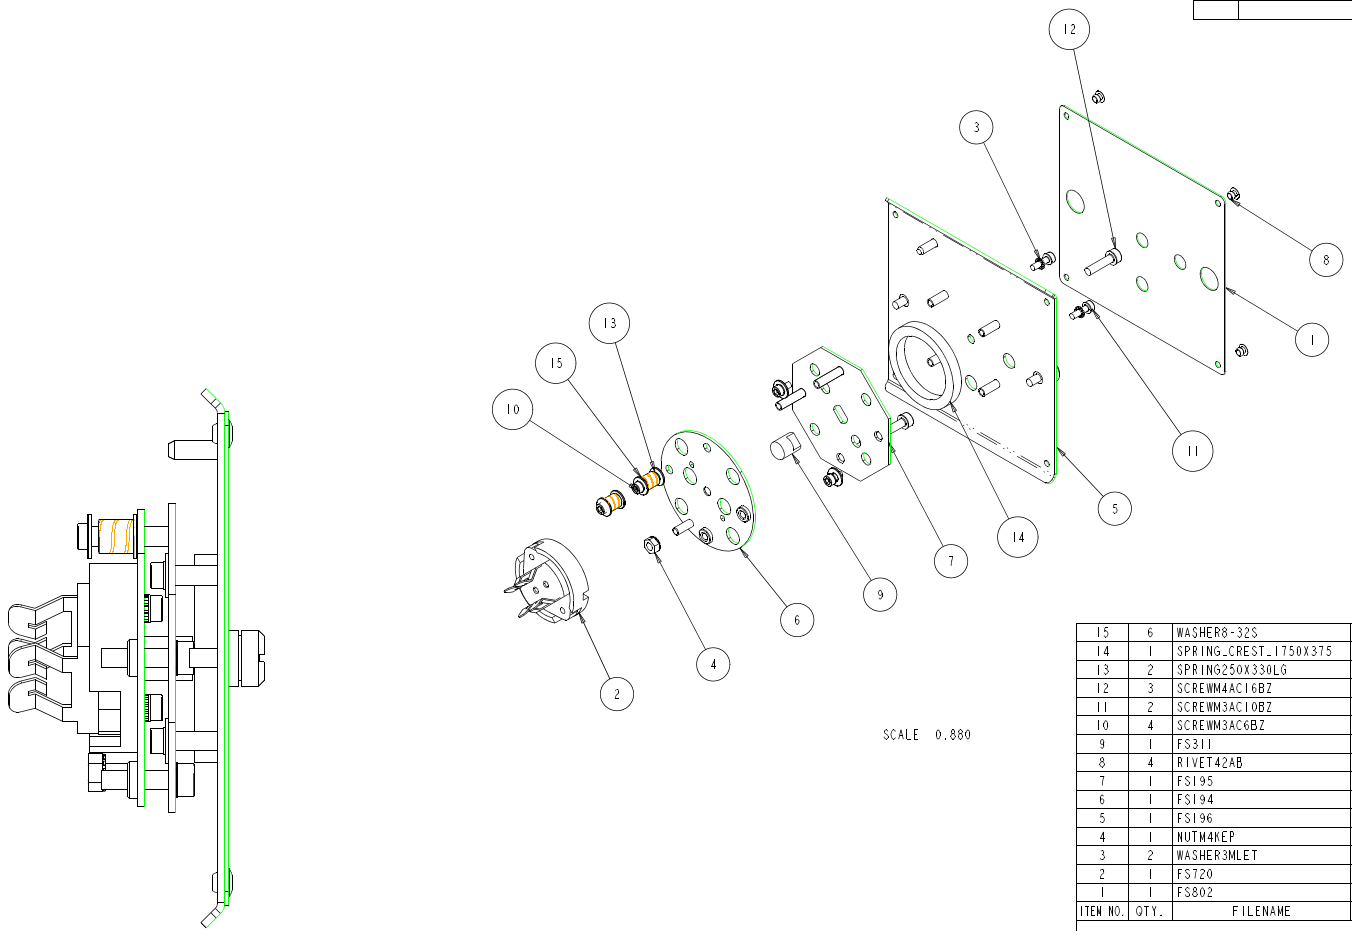 12
3
8
1
13
15
10
11
5
14
7
9
6
4
2
SCALE 0.880
15 6 WASHER8-32S
14 1 SPRING_CREST_1750X375
13 2 SPRING250X330LG
12 3 SCREWM4AC16BZ
11 2 SCREWM3AC10BZ
10 4 SCREWM3AC6BZ
9 1 FS311
8 4 RIVET42AB
7 1 FS195
6 1 FS194
5 1 FS196
4 1 NUTM4KEP
3 2 WASHER3MLET
2 1 FS720
1 1 FS802
ITEM NO. QTY. FILENAME